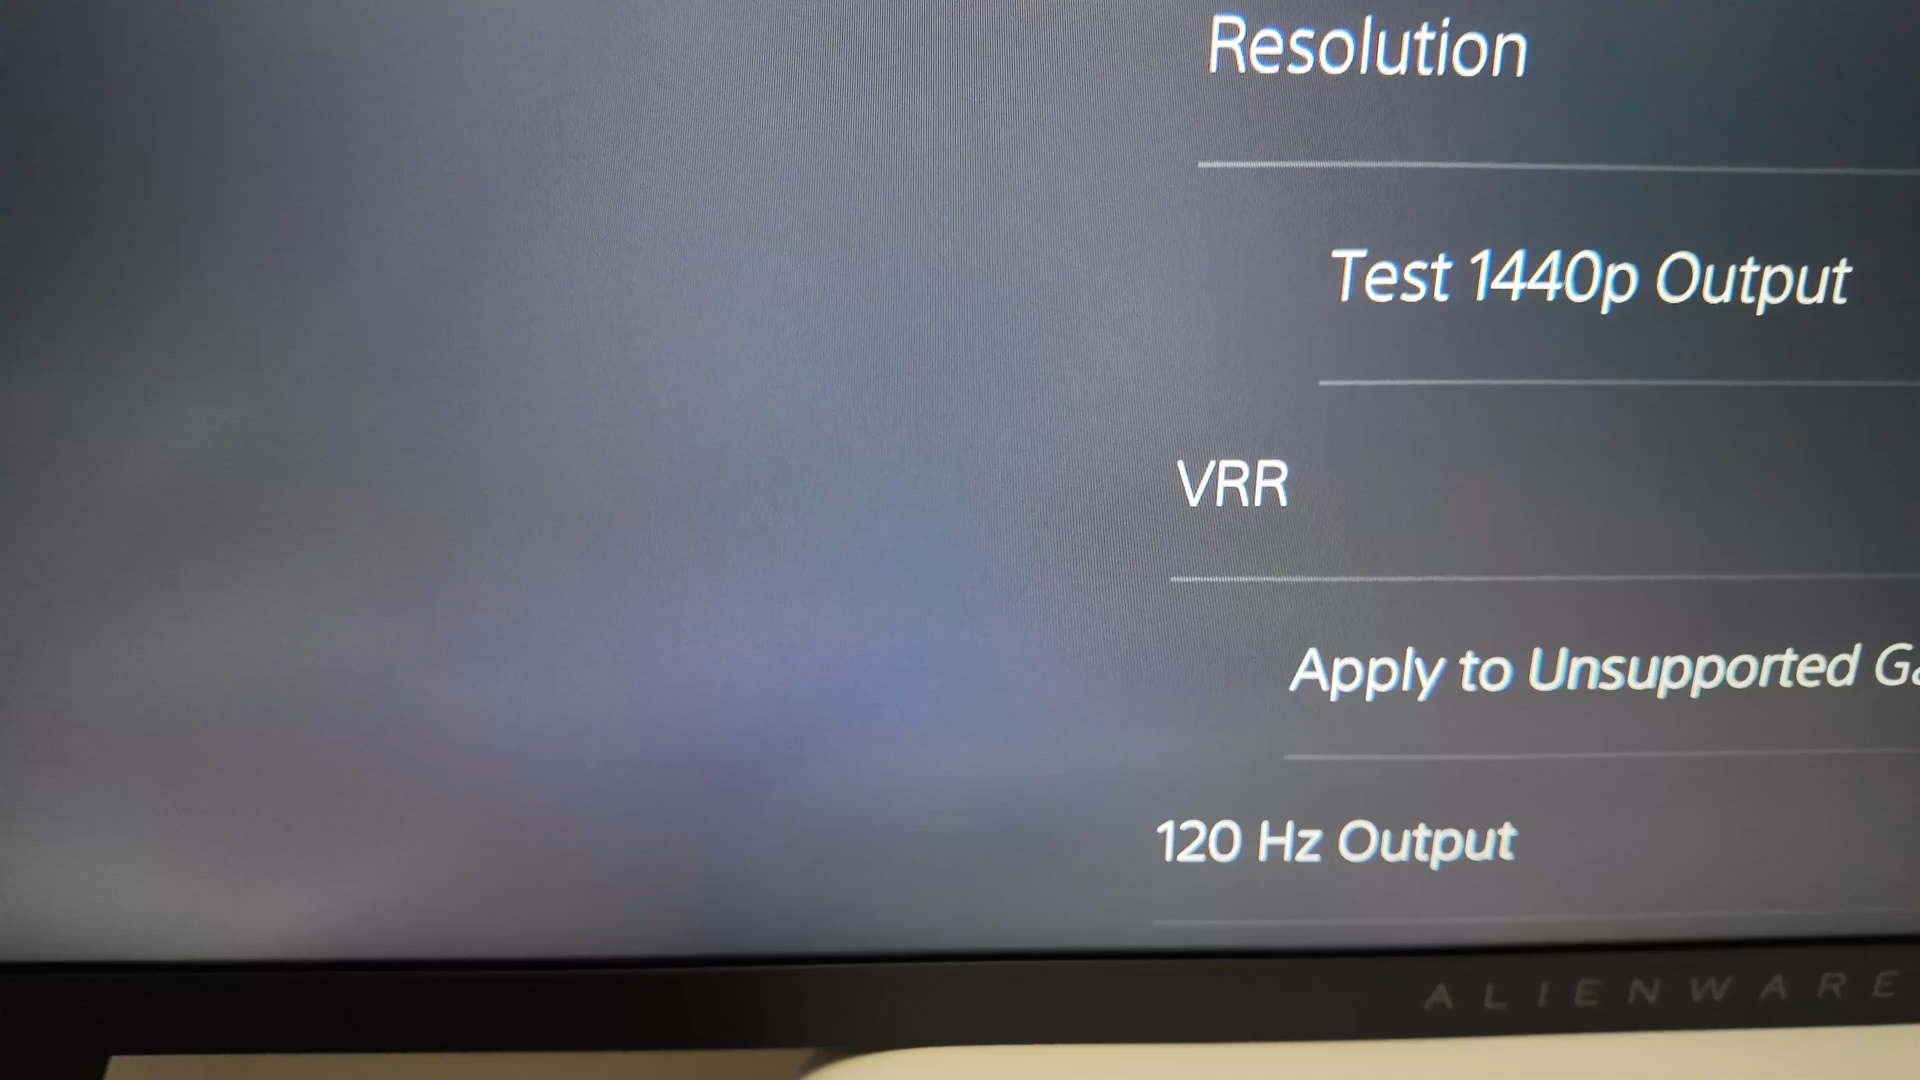 Resolution
Test 1440p Output
VRR
Apply to Unsupported
120 Hz Output
ALIENWARE